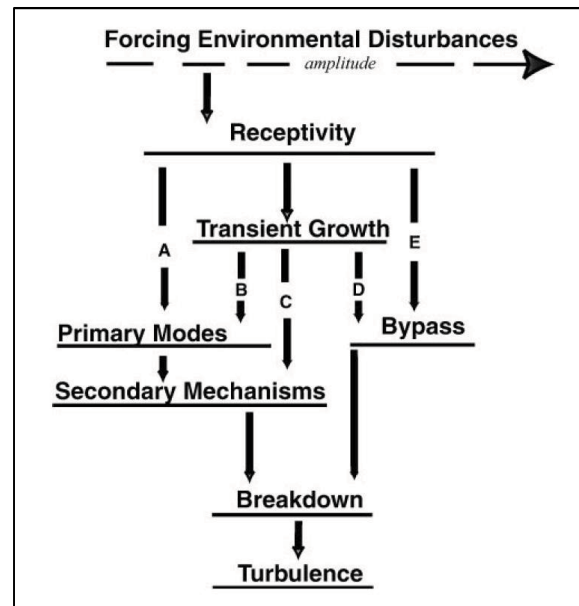 Forcing Environmental Disturbances
amplitude
Receptivity
Transient Growth
A
E
B
C
D
Primary Modes
Bypass
Secondary Mechanisms
Breakdown
Turbulence